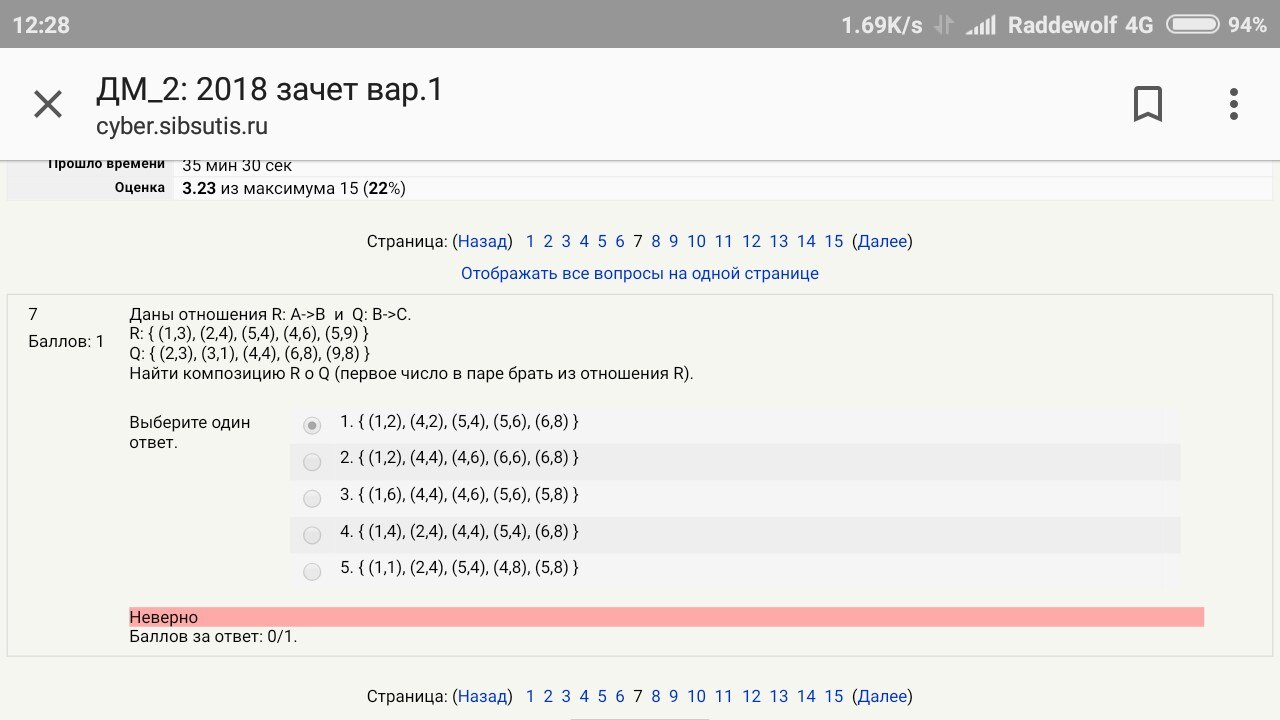 12:28 1.69K/s Raddewolf 4G 94%
ДМ_2: 2018 зачет вар.1
cyber.sibsutis.ru
Прошло времени 35 мин 30 сек
Оценка 3.23 из максимума 15 (22%)
Страница: (Назад) 1 2 3 4 5 6 7 8 9 10 11 12 13 14 15 (Далее)
Отображать все вопросы на одной странице
7
Баллов: 1
Даны отношения R: A->B и Q: B->C.
R: { (1,3), (2,4), (5,4), (4,6), (5,9) }
Q: { (2,3), (3,1), (4,4), (6,8), (9,8) }
Найти композицию R o Q (первое число в паре брать из отношения R).
Выберите один
ответ.
1. { (1,2), (4,2), (5,4), (5,6), (6,8) }
2. { (1,2), (4,4), (4,6), (6,6), (6,8) }
3. { (1,6), (4,4), (4,6), (5,6), (5,8) }
4. { (1,4), (2,4), (4,4), (5,4), (6,8) }
5. { (1,1), (2,4), (5,4), (4,8), (5,8) }
Неверно
Баллов за ответ: 0/1.
Страница: (Назад) 1 2 3 4 5 6 7 8 9 10 11 12 13 14 15 (Далее)